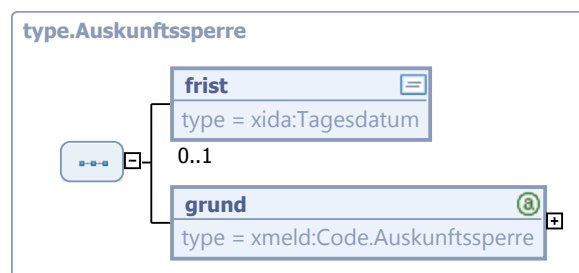 type.Auskunftssperre
frist
type = xida:Tagesdatum
0..1
grund
type = xmeld:Code.Auskunftssperre